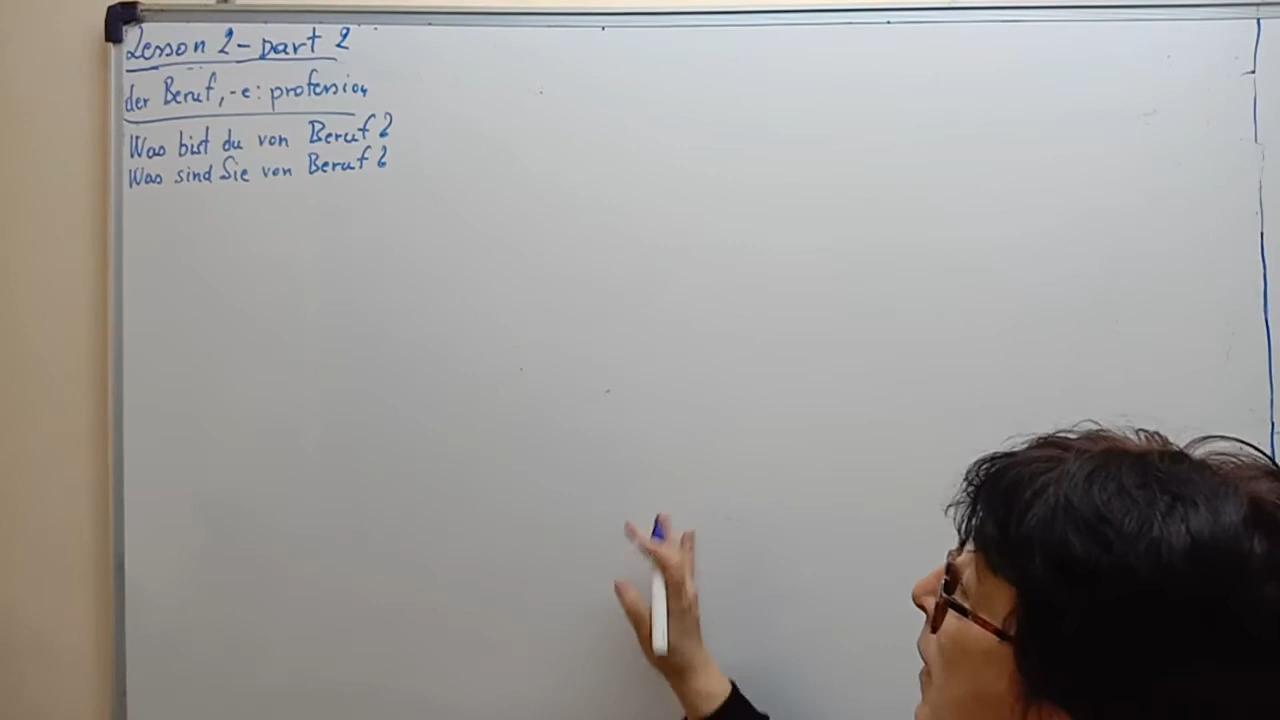 Lesson 2 - part 2
der Beruf, -e: profession
Was bist du von Beruf?
Was sind Sie von Beruf?